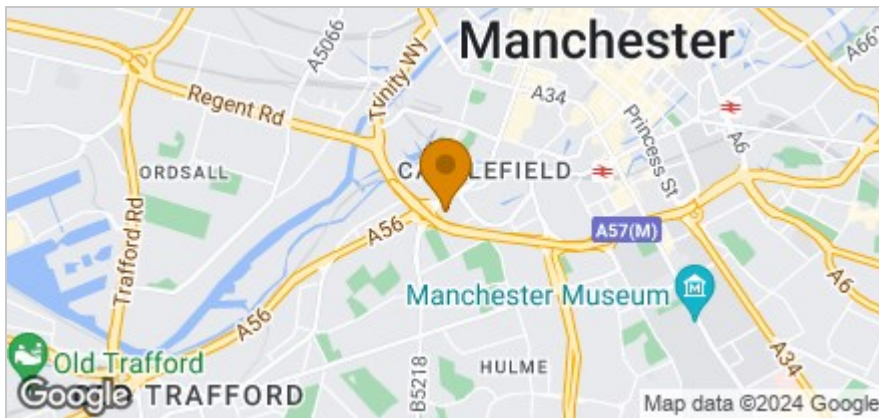 Manchester
A5066
A662
Trinity Wy
A34
Regent Rd
Princess St
A6
ORDSALL
CASTLEFIELD
Trafford Rd
A56
A57(M)
A6
Manchester Museum
A56
A34
Old Trafford
HULME
B5218
TRAFFORD
Google
Map data ©2024 Google